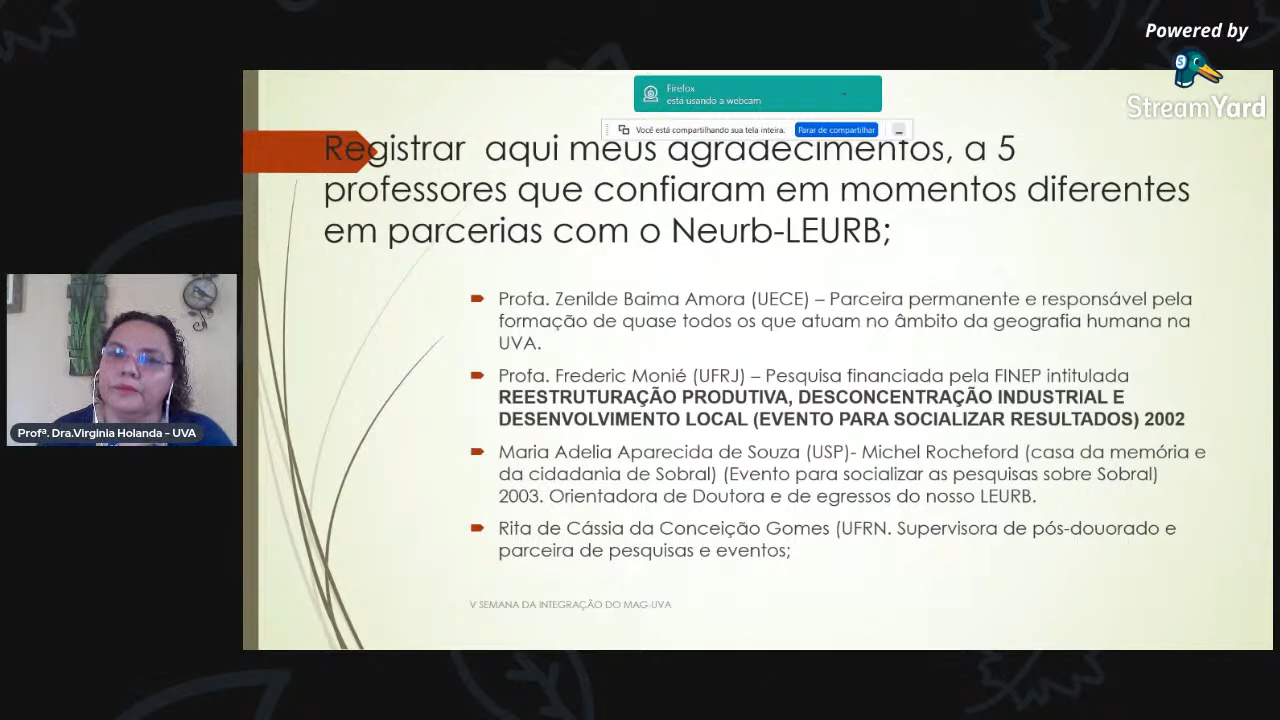 Powered by
StreamYard
Firefox
está usando a webcam
Você está compartilhando sua tela inteira.
Parar de compartilhar
Registrar aqui meus agradecimentos, a 5
professores que confiaram em momentos diferentes
em parcerias com o Neurb-LEURB;
Profa. Zenilde Baima Amora (UECE) – Parceira permanente e responsável pela
formação de quase todos os que atuam no âmbito da geografia humana na
UVA.
Profa. Frederic Monié (UFRJ) – Pesquisa financiada pela FINEP intitulada
REESTRUTURAÇÃO PRODUTIVA, DESCONCENTRAÇÃO INDUSTRIAL E
DESENVOLVIMENTO LOCAL (EVENTO PARA SOCIALIZAR RESULTADOS) 2002
Maria Adelia Aparecida de Souza (USP)- Michel Rocheford (casa da memória e
da cidadania de Sobral) (Evento para socializar as pesquisas sobre Sobral)
2003. Orientadora de Doutora e de egressos do nosso LEURB.
Rita de Cássia da Conceição Gomes (UFRN. Supervisora de pós-douorado e
parceira de pesquisas e eventos;
V SEMANA DA INTEGRAÇÃO DO MAG-UVA
Profª. Dra.Virginia Holanda - UVA